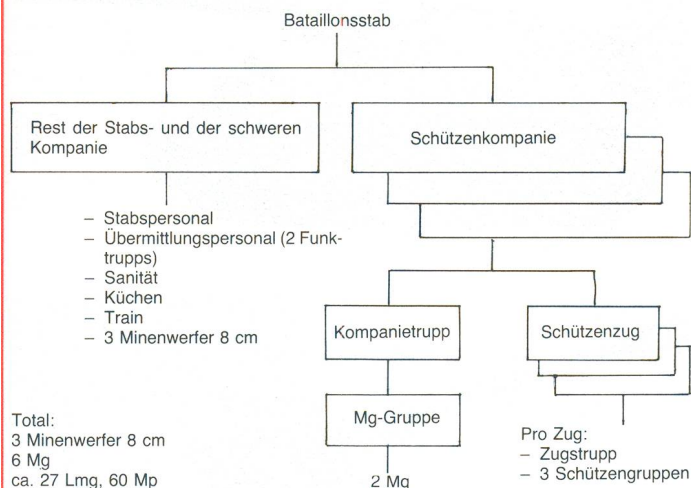 Bataillonsstab
Rest der Stabs- und der schweren
Kompanie
Schützenkompanie
– Stabspersonal
– Übermittlungspersonal (2 Funk-
trupps)
– Sanität
– Küchen
– Train
– 3 Minenwerfer 8 cm
Kompanietrupp
Schützenzug
Mg-Gruppe
2 Mg
Pro Zug:
– Zugstrupp
– 3 Schützengruppen
Total:
3 Minenwerfer 8 cm
6 Mg
ca. 27 Lmg, 60 Mp